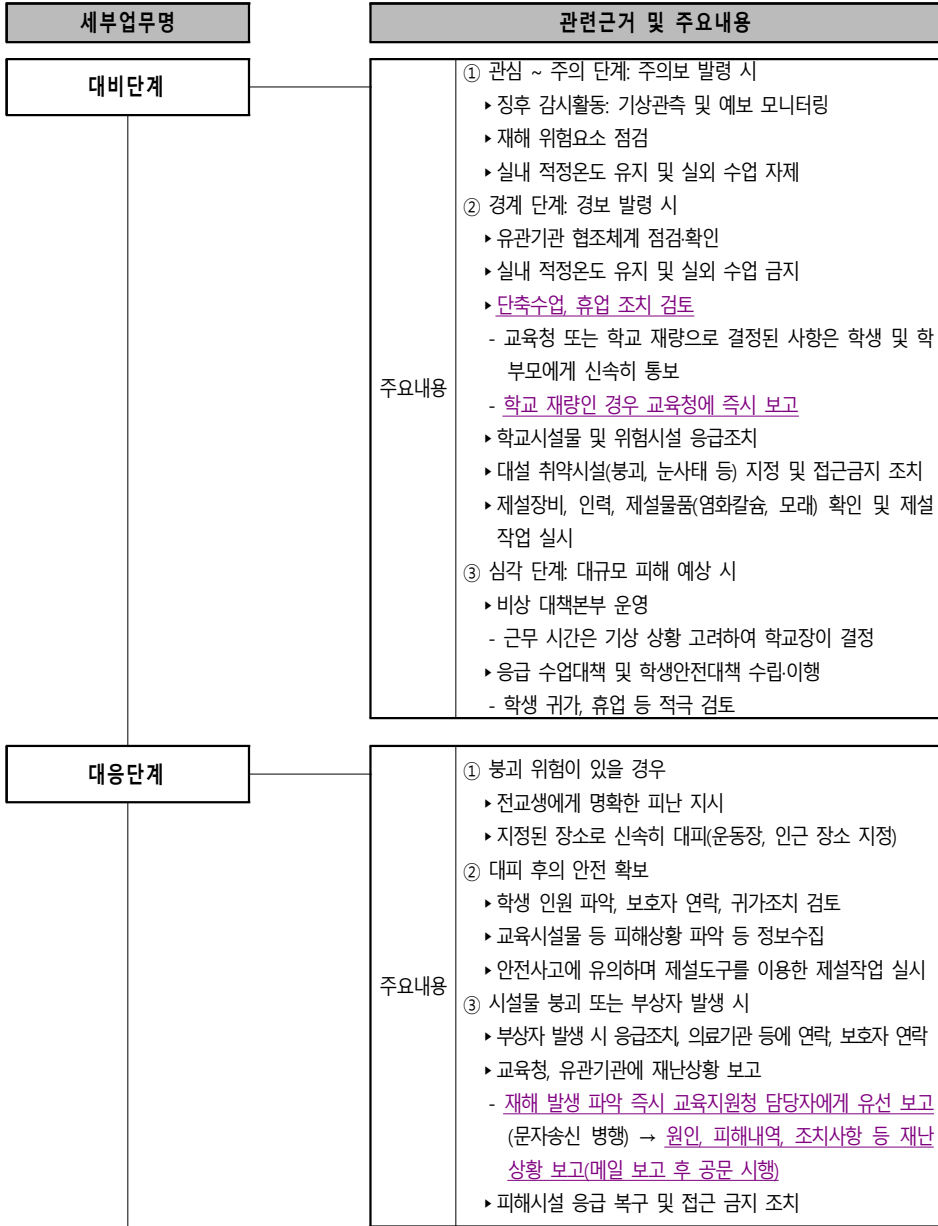 세부업무명
관련근거 및 주요내용
대비단계
주요내용
① 관심 ~ 주의 단계: 주의보 발령 시
▸징후 감시활동: 기상관측 및 예보 모니터링
▸재해 위험요소 점검
▸실내 적정온도 유지 및 실외 수업 자제
② 경계 단계: 경보 발령 시
▸유관기관 협조체계 점검·확인
▸실내 적정온도 유지 및 실외 수업 금지
▸단축수업, 휴업 조치 검토
- 교육청 또는 학교 재량으로 결정된 사항은 학생 및 학
부모에게 신속히 통보
- 학교 재량인 경우 교육청에 즉시 보고
▸학교시설물 및 위험시설 응급조치
▸대설 취약시설(붕괴, 눈사태 등) 지정 및 접근금지 조치
▸제설장비, 인력, 제설물품(염화칼슘, 모래) 확인 및 제설
작업 실시
③ 심각 단계: 대규모 피해 예상 시
▸비상 대책본부 운영
- 근무 시간은 기상 상황 고려하여 학교장이 결정
▸응급 수업대책 및 학생안전대책 수립·이행
- 학생 귀가, 휴업 등 적극 검토
대응단계
주요내용
① 붕괴 위험이 있을 경우
▸전교생에게 명확한 피난 지시
▸지정된 장소로 신속히 대피(운동장, 인근 장소 지정)
② 대피 후의 안전 확보
▸학생 인원 파악, 보호자 연락, 귀가조치 검토
▸교육시설물 등 피해상황 파악 등 정보수집
▸안전사고에 유의하며 제설도구를 이용한 제설작업 실시
③ 시설물 붕괴 또는 부상자 발생 시
▸부상자 발생 시 응급조치, 의료기관 등에 연락, 보호자 연락
▸교육청, 유관기관에 재난상황 보고
- 재해 발생 파악 즉시 교육지원청 담당자에게 유선 보고
(문자송신 병행) → 원인, 피해내역, 조치사항 등 재난
상황 보고(메일 보고 후 공문 시행)
▸피해시설 응급 복구 및 접근 금지 조치